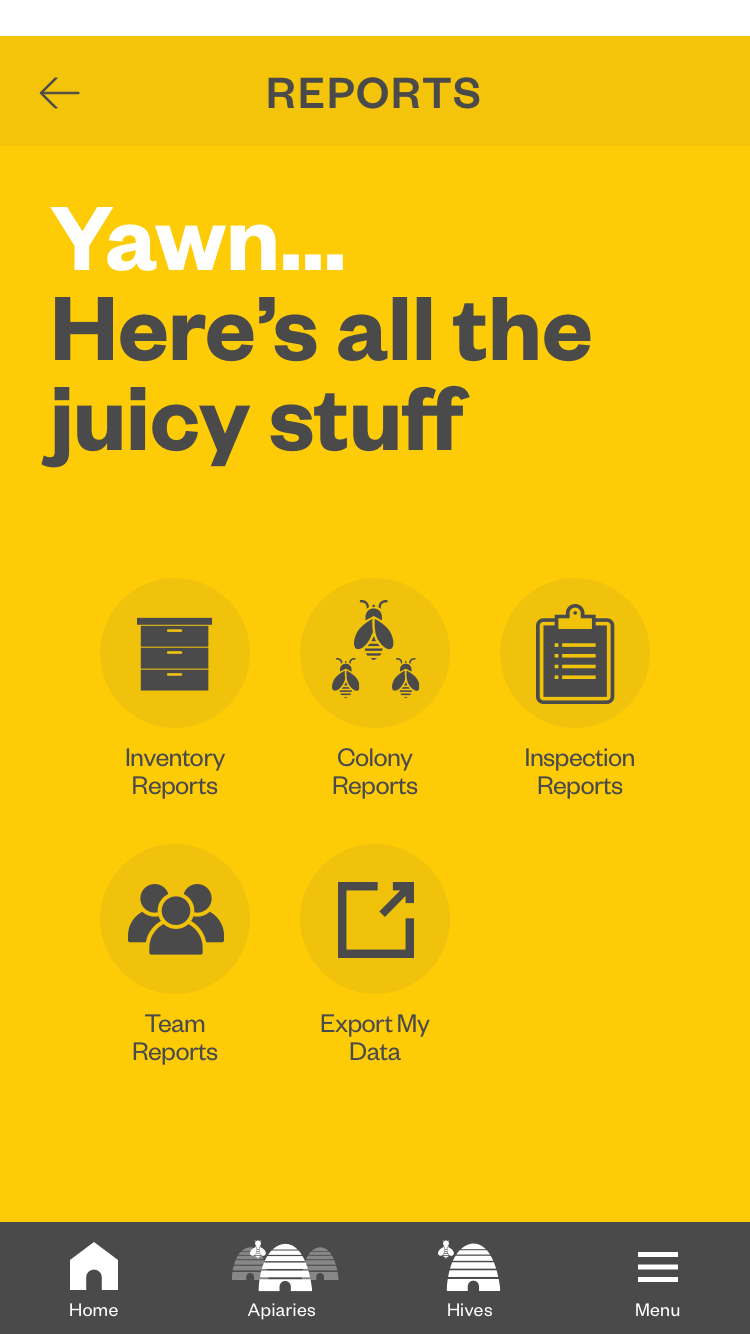 REPORTS
Yawn...
Here’s all the
juicy stuff
Inventory
Reports
Colony
Reports
Inspection
Reports
Team
Reports
Export My
Data
Home
Apiaries
Hives
Menu